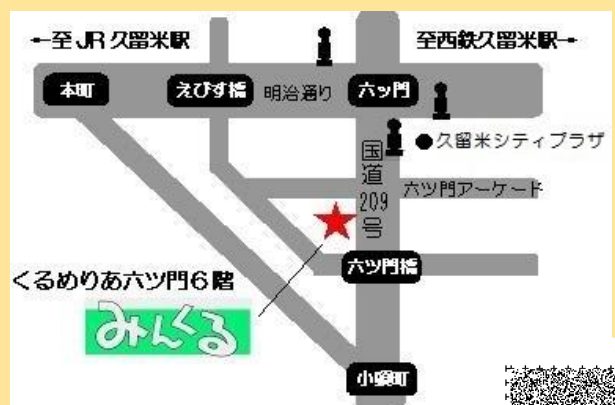 ←至JR久留米駅
至西鉄久留米駅→
本町
えびす橋
明治通り
六ッ門
●久留米シティプラザ
国道209号
六ツ門アーケード
くるめりあ六ツ門6階
みんくる
六ツ門橋
小頭町